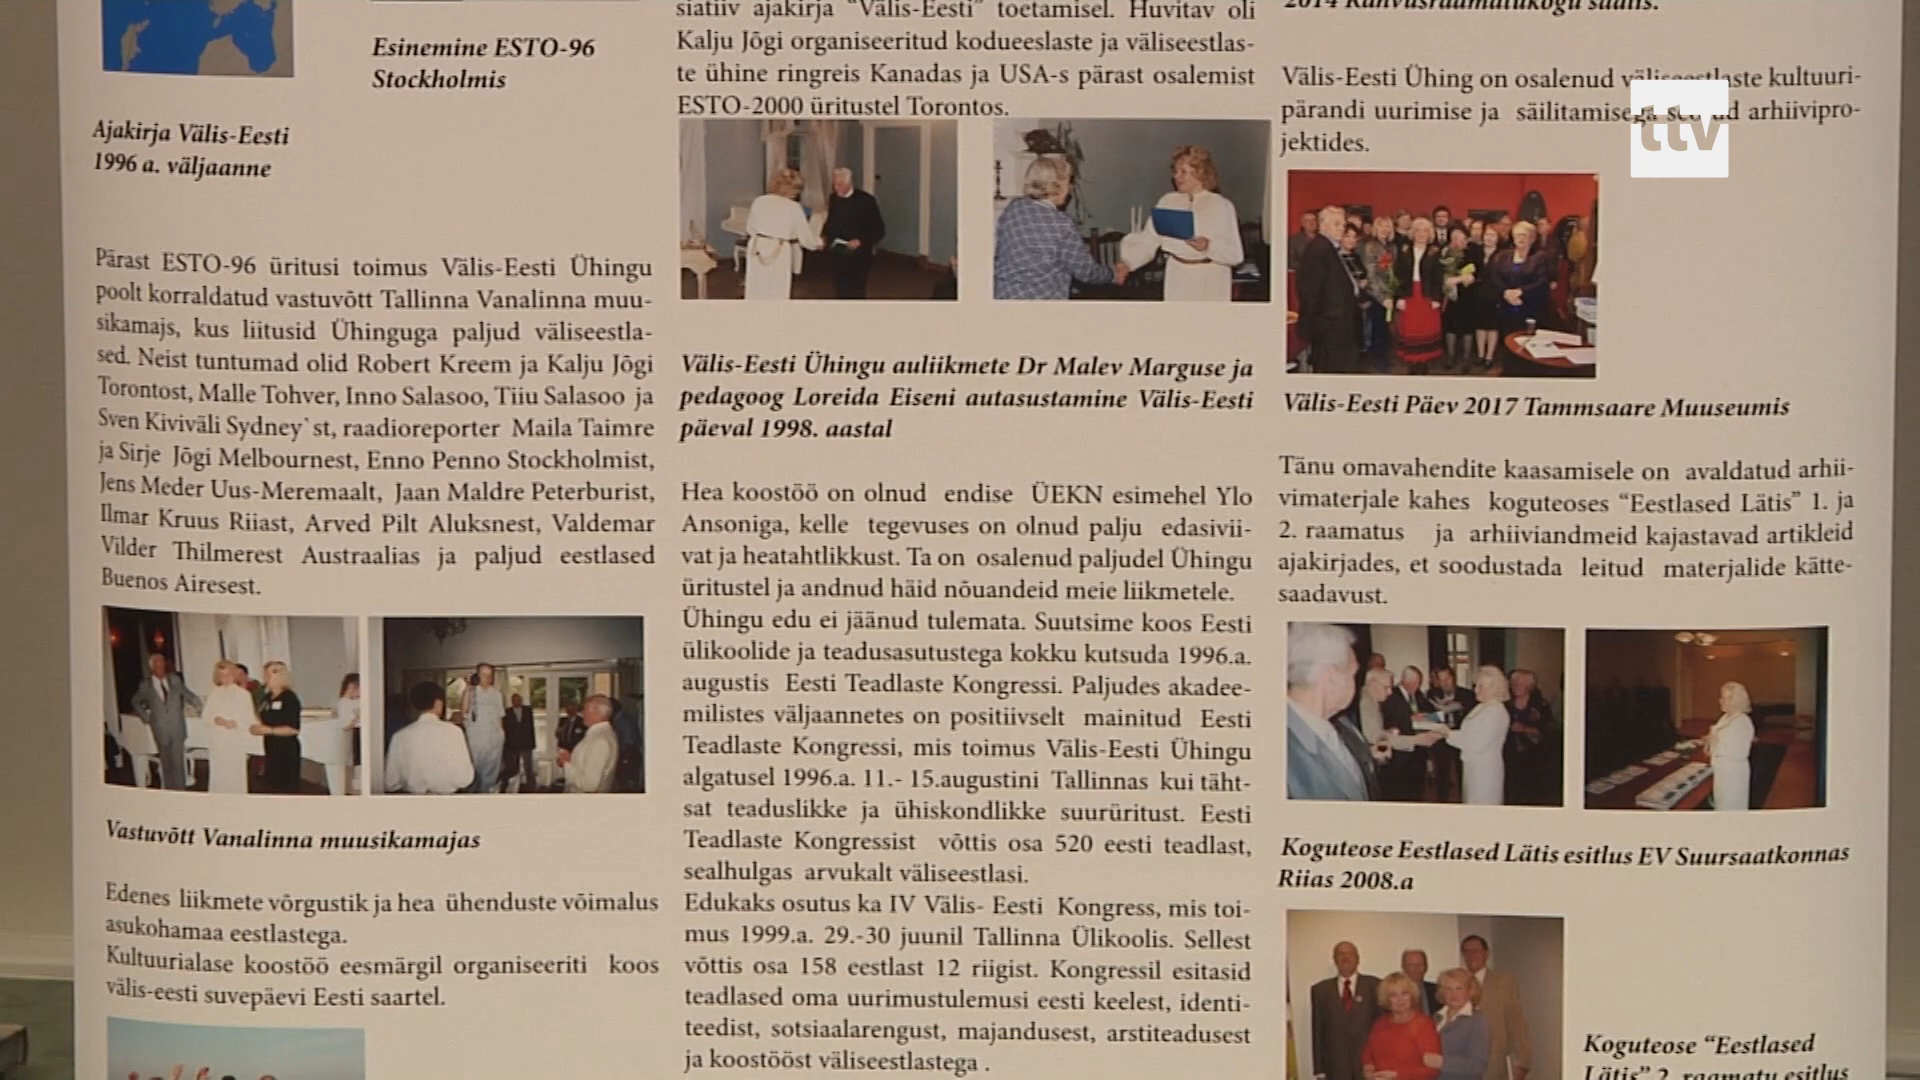 Esinemine ESTO-96
Stockholmis
Ajakirja Välis-Eesti
1996 a. väljaanne
Pärast ESTO-96 üritusi toimus Välis-Eesti Ühingu
poolt korraldatud vastuvõtt Tallinna Vanalinna muu-
sikamajs, kus liitusid Ühinguga paljud väliseestla-
sed. Neist tuntumad olid Robert Kreem ja Kalju Jõgi
Torontost, Malle Tohver, Inno Salasoo, Tiiu Salasoo ja
Sven Kiviväli Sydney`st, raadioreporter Maila Taimre
ja Sirje Jõgi Melbournest, Enno Penno Stockholmist,
Jens Meder Uus-Meremaalt, Jaan Maldre Peterburist,
Ilmar Kruus Riiast, Arved Pilt Aluksnest, Valdemar
Vilder Thilmerest Austraalias ja paljud eestlased
Buenos Airesest.
Vastuvõtt Vanalinna muusikamajas
Edenes liikmete võrgustik ja hea ühenduste võimalus
asukohamaa eestlastega.
Kultuurialase koostöö eesmärgil organiseeriti koos
välis-eesti suvepäevi Eesti saartel.
siatiiv ajakirja “Välis-Eesti” toetamisel. Huvitav oli
Kalju Jõgi organiseeritud kodueeslaste ja väliseestlas-
te ühine ringreis Kanadas ja USA-s pärast osalemist
ESTO-2000 üritustel Torontos.
Välis-Eesti Ühingu auliikmete Dr Malev Marguse ja
pedagoog Loreida Eiseni autasustamine Välis-Eesti
päeval 1998. aastal
Hea koostöö on olnud endise ÜEKN esimehel Ylo
Ansoniga, kelle tegevuses on olnud palju edasivii-
vat ja heatahtlikkust. Ta on osalenud paljudel Ühingu
üritustel ja andnud häid nõuandeid meie liikmetele.
Ühingu edu ei jäänud tulemata. Suutsime koos Eesti
ülikoolide ja teadusasutustega kokku kutsuda 1996.a.
augustis Eesti Teadlaste Kongressi. Paljudes akadee-
milistes väljaannetes on positiivselt mainitud Eesti
Teadlaste Kongressi, mis toimus Välis-Eesti Ühingu
algatusel 1996.a. 11.- 15.augustini Tallinnas kui täht-
sat teaduslikke ja ühiskondlikke suurüritust. Eesti
Teadlaste Kongressist võttis osa 520 eesti teadlast,
sealhulgas arvukalt väliseestlasi.
Edukaks osutus ka IV Välis- Eesti Kongress, mis toi-
mus 1999.a. 29.-30 juunil Tallinna Ülikoolis. Sellest
võttis osa 158 eestlast 12 riigist. Kongressil esitasid
teadlased oma uurimustulemusi eesti keelest, identi-
teedist, sotsiaalarengust, majandusest, arstiteadusest
ja koostööst väliseestlastega .
2014 Rahvusraamatukogu saalis.
Välis-Eesti Ühing on osalenud väliseestlaste kultuuri-
pärandi uurimise ja säilitamisega seotud arhiivipro-
jektides.
ttv
Välis-Eesti Päev 2017 Tammsaare Muuseumis
Tänu omavahendite kaasamisele on avaldatud arhii-
vimaterjale kahes koguteoses “Eestlased Lätis” 1. ja
2. raamatus ja arhiiviandmeid kajastavad artikleid
ajakirjades, et soodustada leitud materjalide kätte-
saadavust.
Koguteose Eestlased Lätis esitlus EV Suursaatkonnas
Riias 2008.a
Koguteose “Eestlased
Lätis” 2. raamatu esitlus